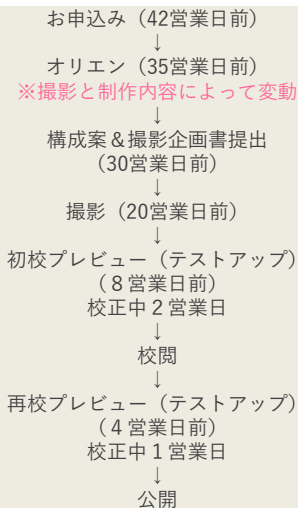 お申込み（42営業日前）
↓
オリエン（35営業日前）
※撮影と制作内容によって変動
↓
構成案＆撮影企画書提出
（30営業日前）
↓
撮影（20営業日前）
↓
初校プレビュー（テストアップ）
（８営業日前）
校正中２営業日
↓
校閲
↓
再校プレビュー（テストアップ）
（４営業日前）
校正中１営業日
↓
公開